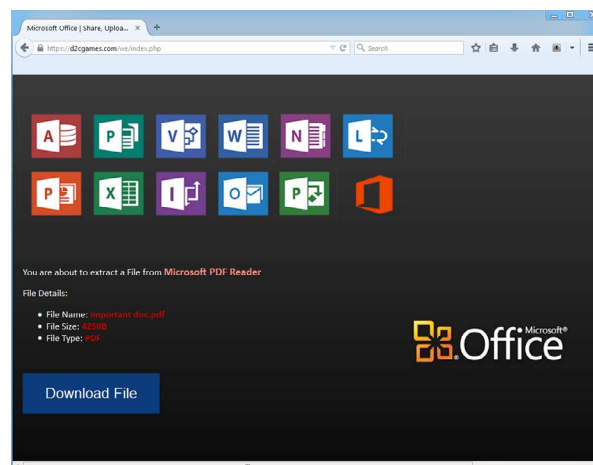 Microsoft Office | Share, Uploa...
https://d2cgames.com/we/index.php
Search
A P V W N L
P X I O P
You are about to extract a File from Microsoft PDF Reader
File Details:
File Name: important doc.pdf
File Size: 425KB
File Type: PDF
Microsoft®
Office
Download File